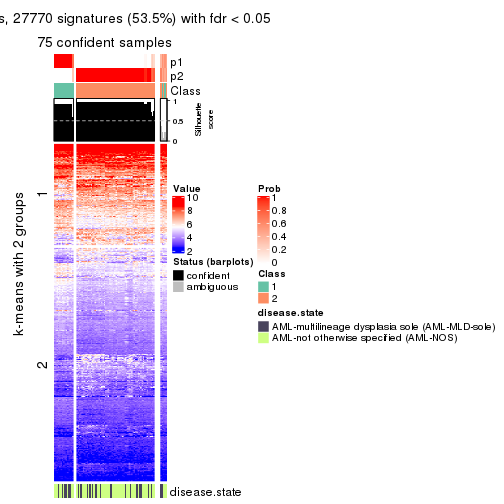 s, 27770 signatures (53.5%) with fdr < 0.05
75 confident samples
p1
p2
Class
1
0.5
0
Silhouette
score
k-means with 2 groups
1
2
Value
10
8
6
4
2
Status (barplots)
confident
ambiguous
Prob
1
0.8
0.6
0.4
0.2
0
Class
1
2
disease.state
AML-multilineage dysplasia sole (AML-MLD-sole)
AML-not otherwise specified (AML-NOS)
disease.state